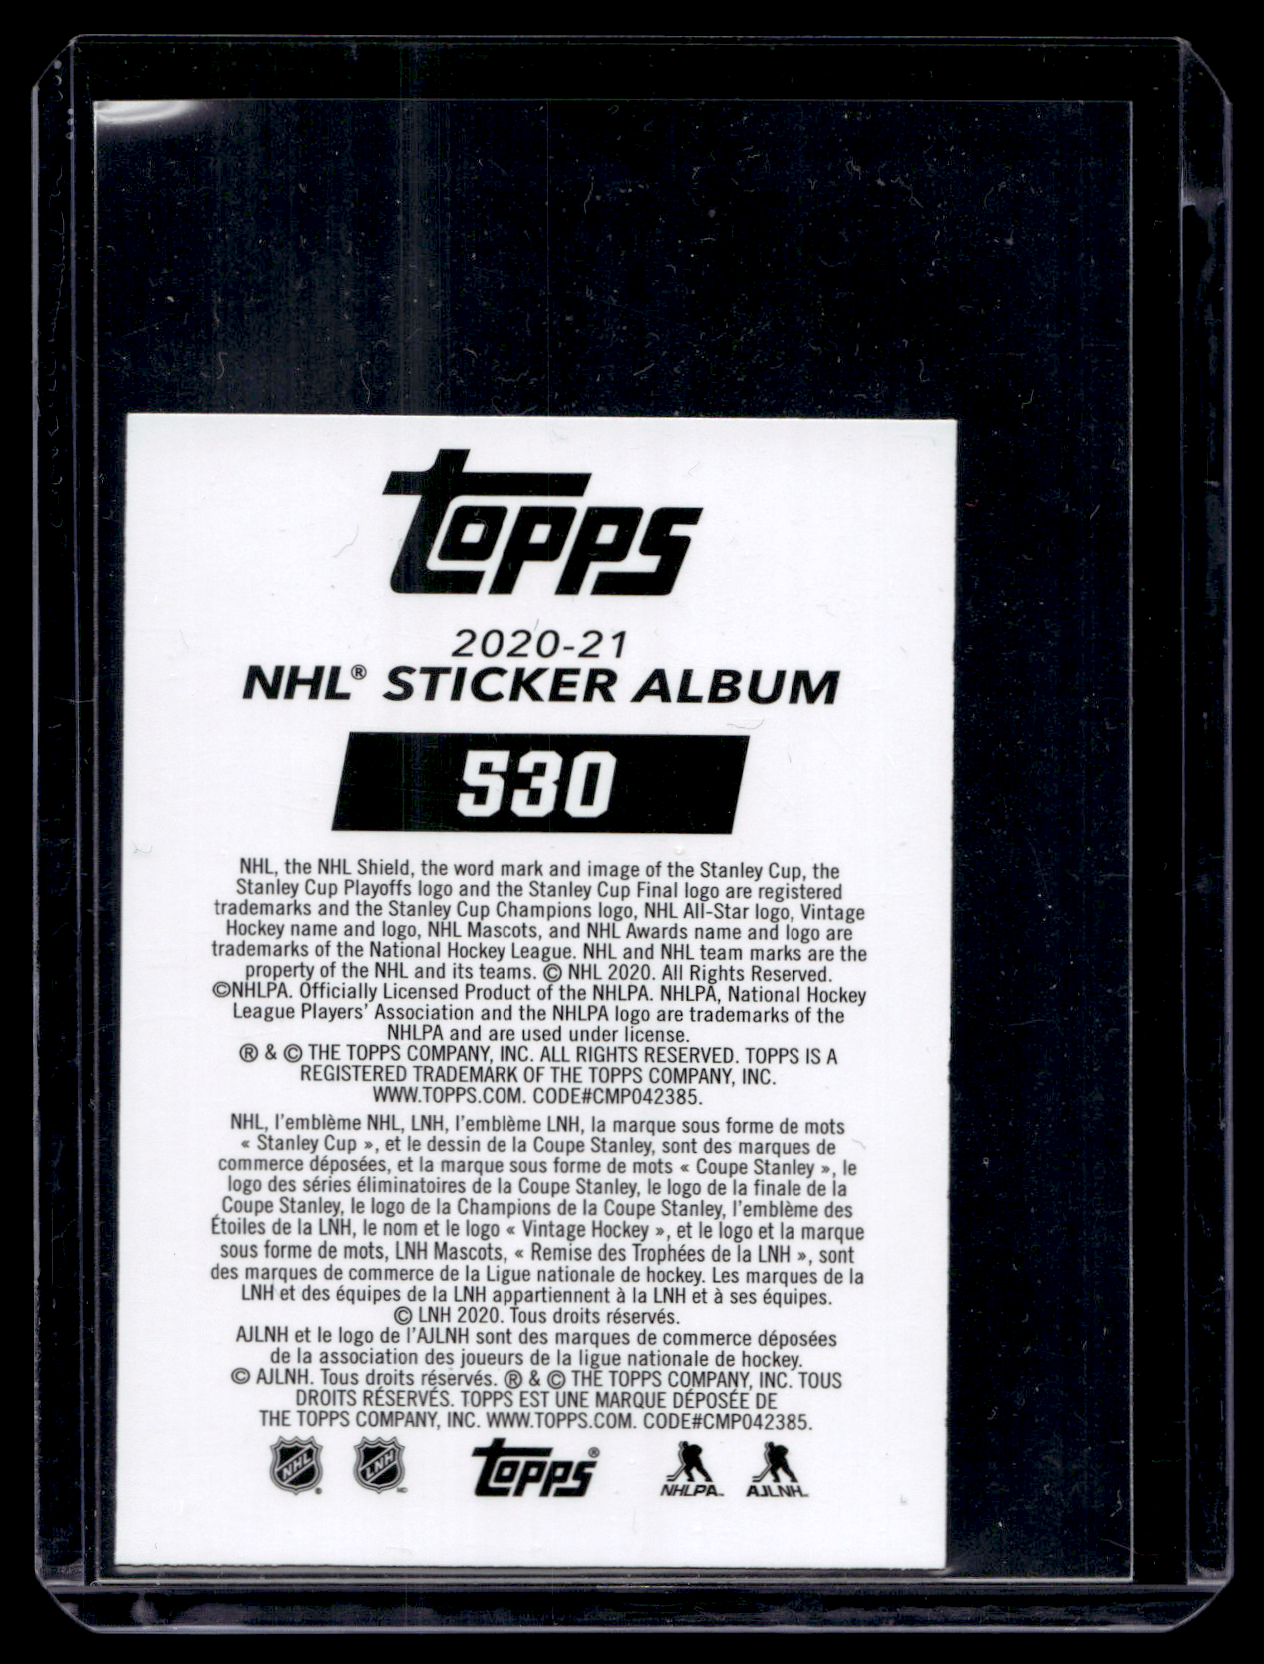 Topps
2020-21
NHL® STICKER ALBUM
530
NHL, the NHL Shield, the word mark and image of the Stanley Cup, the
Stanley Cup Playoffs logo and the Stanley Cup Final logo are registered
trademarks and the Stanley Cup Champions logo, NHL All-Star logo, Vintage
Hockey name and logo, NHL Mascots, and NHL Awards name and logo are
trademarks of the National Hockey League. NHL and NHL team marks are the
property of the NHL and its teams. © NHL 2020. All Rights Reserved.
©NHLPA. Officially Licensed Product of the NHLPA. NHLPA, National Hockey
League Players' Association and the NHLPA logo are trademarks of the
NHLPA and are used under license.
® & © THE TOPPS COMPANY, INC. ALL RIGHTS RESERVED. TOPPS IS A
REGISTERED TRADEMARK OF THE TOPPS COMPANY, INC.
WWW.TOPPS.COM. CODE#CMP042385.
NHL, l'emblème NHL, LNH, l'emblème LNH, la marque sous forme de mots
« Stanley Cup », et le dessin de la Coupe Stanley, sont des marques de
commerce déposées, et la marque sous forme de mots « Coupe Stanley », le
logo des séries éliminatoires de la Coupe Stanley, le logo de la finale de la
Coupe Stanley, le logo de la Champions de la Coupe Stanley, l'emblème des
Étoiles de la LNH, le nom et le logo « Vintage Hockey », et le logo et la marque
sous forme de mots, LNH Mascots, « Remise des Trophées de la LNH », sont
des marques de commerce de la Ligue nationale de hockey. Les marques de la
LNH et des équipes de la LNH appartiennent à la LNH et à ses équipes.
© LNH 2020. Tous droits réservés.
AJLNH et le logo de l'AJLNH sont des marques de commerce déposées
de la association des joueurs de la ligue nationale de hockey.
© AJLNH. Tous droits réservés. ® & © THE TOPPS COMPANY, INC. TOUS
DROITS RÉSERVÉS. TOPPS EST UNE MARQUE DÉPOSÉE DE
THE TOPPS COMPANY, INC. WWW.TOPPS.COM. CODE#CMP042385.
NHL ® LNH MC Topps® NHLPA™ AJLNH™